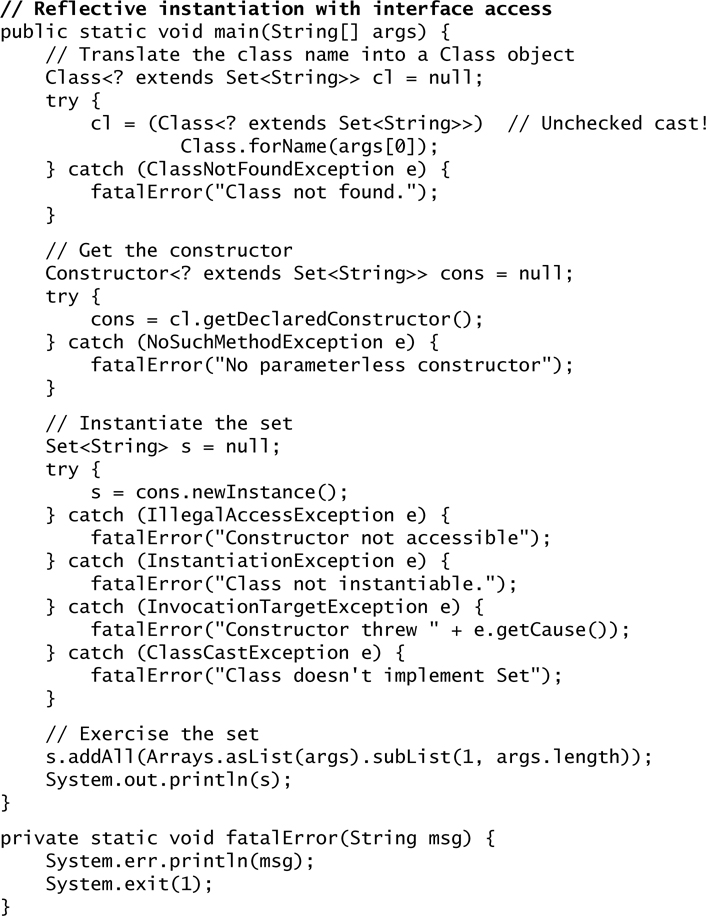 // Reflective instantiation with interface access
public static void main(String[] args) {
    // Translate the class name into a Class object
    Class<? extends Set<String>> cl = null;
    try {
        cl = (Class<? extends Set<String>>)  // Unchecked cast!
                Class.forName(args[0]);
    } catch (ClassNotFoundException e) {
        fatalError("Class not found.");
    }

    // Get the constructor
    Constructor<? extends Set<String>> cons = null;
    try {
        cons = cl.getDeclaredConstructor();
    } catch (NoSuchMethodException e) {
        fatalError("No parameterless constructor");
    }

    // Instantiate the set
    Set<String> s = null;
    try {
        s = cons.newInstance();
    } catch (IllegalAccessException e) {
        fatalError("Constructor not accessible");
    } catch (InstantiationException e) {
        fatalError("Class not instantiable.");
    } catch (InvocationTargetException e) {
        fatalError("Constructor threw " + e.getCause());
    } catch (ClassCastException e) {
        fatalError("Class doesn't implement Set");
    }

    // Exercise the set
    s.addAll(Arrays.asList(args).subList(1, args.length));
    System.out.println(s);
}

private static void fatalError(String msg) {
    System.err.println(msg);
    System.exit(1);
}